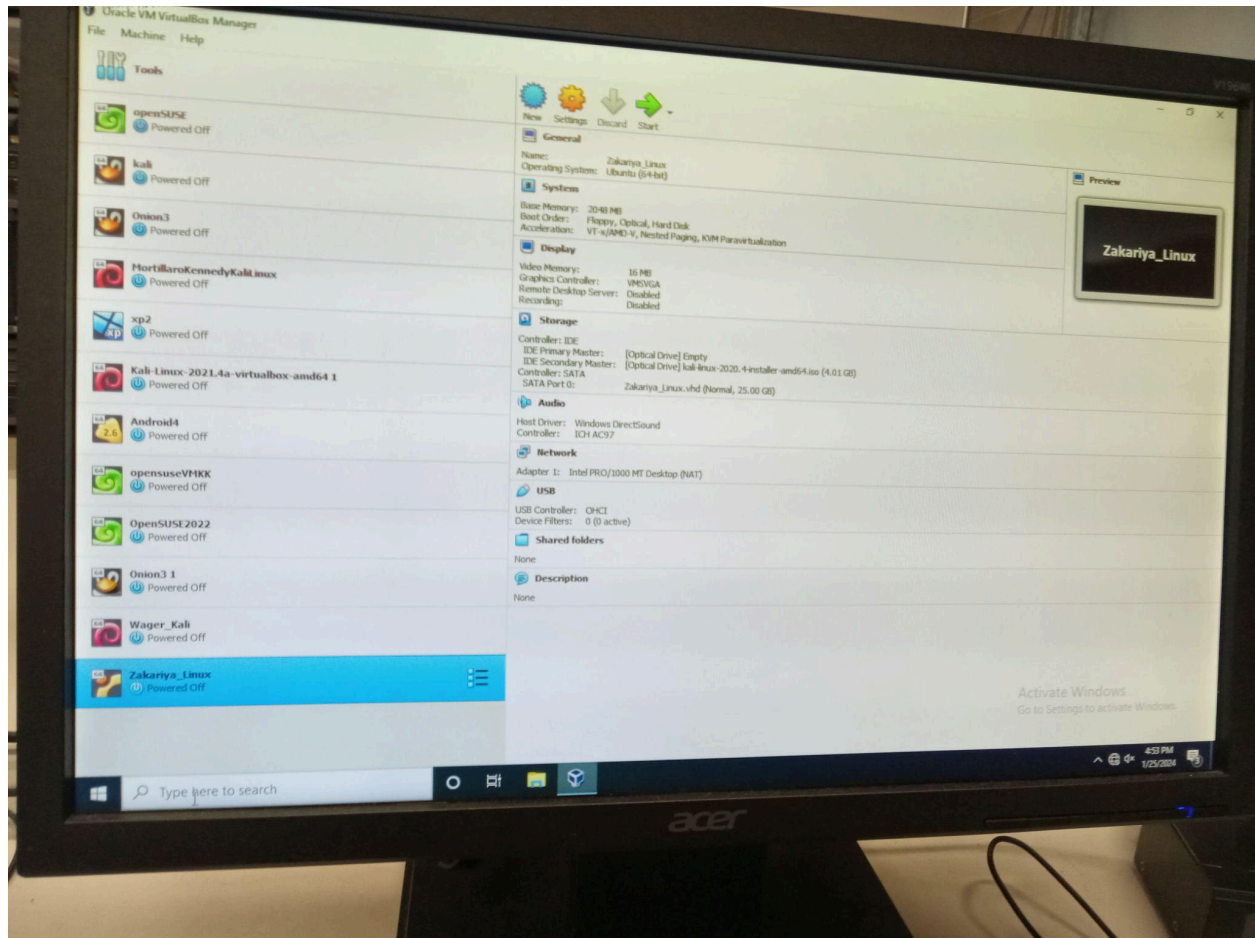 Oracle VM VirtualBox Manager
File Machine Help
Tools
openSUSE
Powered Off
kali
Powered Off
Onion3
Powered Off
MortillaroKennedyKaliLinux
Powered Off
xp2
Powered Off
Kali-Linux-2021.4a-virtualbox-amd64 1
Powered Off
Android4
Powered Off
opensuseVMKK
Powered Off
OpenSUSE2022
Powered Off
Onion3 1
Powered Off
Wager_Kali
Powered Off
Zakariya_Linux
Powered Off
New Settings Discard Start
General
Name: Zakariya_Linux
Operating System: Ubuntu (64-bit)
System
Base Memory: 2048 MB
Boot Order: Floppy, Optical, Hard Disk
Acceleration: VT-x/AMD-V, Nested Paging, KVM Paravirtualization
Display
Video Memory: 16 MB
Graphics Controller: VMSVGA
Remote Desktop Server: Disabled
Recording: Disabled
Storage
Controller: IDE
IDE Primary Master: [Optical Drive] Empty
IDE Secondary Master: [Optical Drive] kali-linux-2020.4-installer-amd64.iso (4.01 GB)
Controller: SATA
SATA Port 0: Zakariya_Linux.vhd (Normal, 25.00 GB)
Audio
Host Driver: Windows DirectSound
Controller: ICH AC97
Network
Adapter 1: Intel PRO/1000 MT Desktop (NAT)
USB
USB Controller: OHCI
Device Filters: 0 (0 active)
Shared folders
None
Description
None
Preview
Zakariya_Linux
Activate Windows
Go to Settings to activate Windows.
Type here to search
4:53 PM
1/25/2024
acer